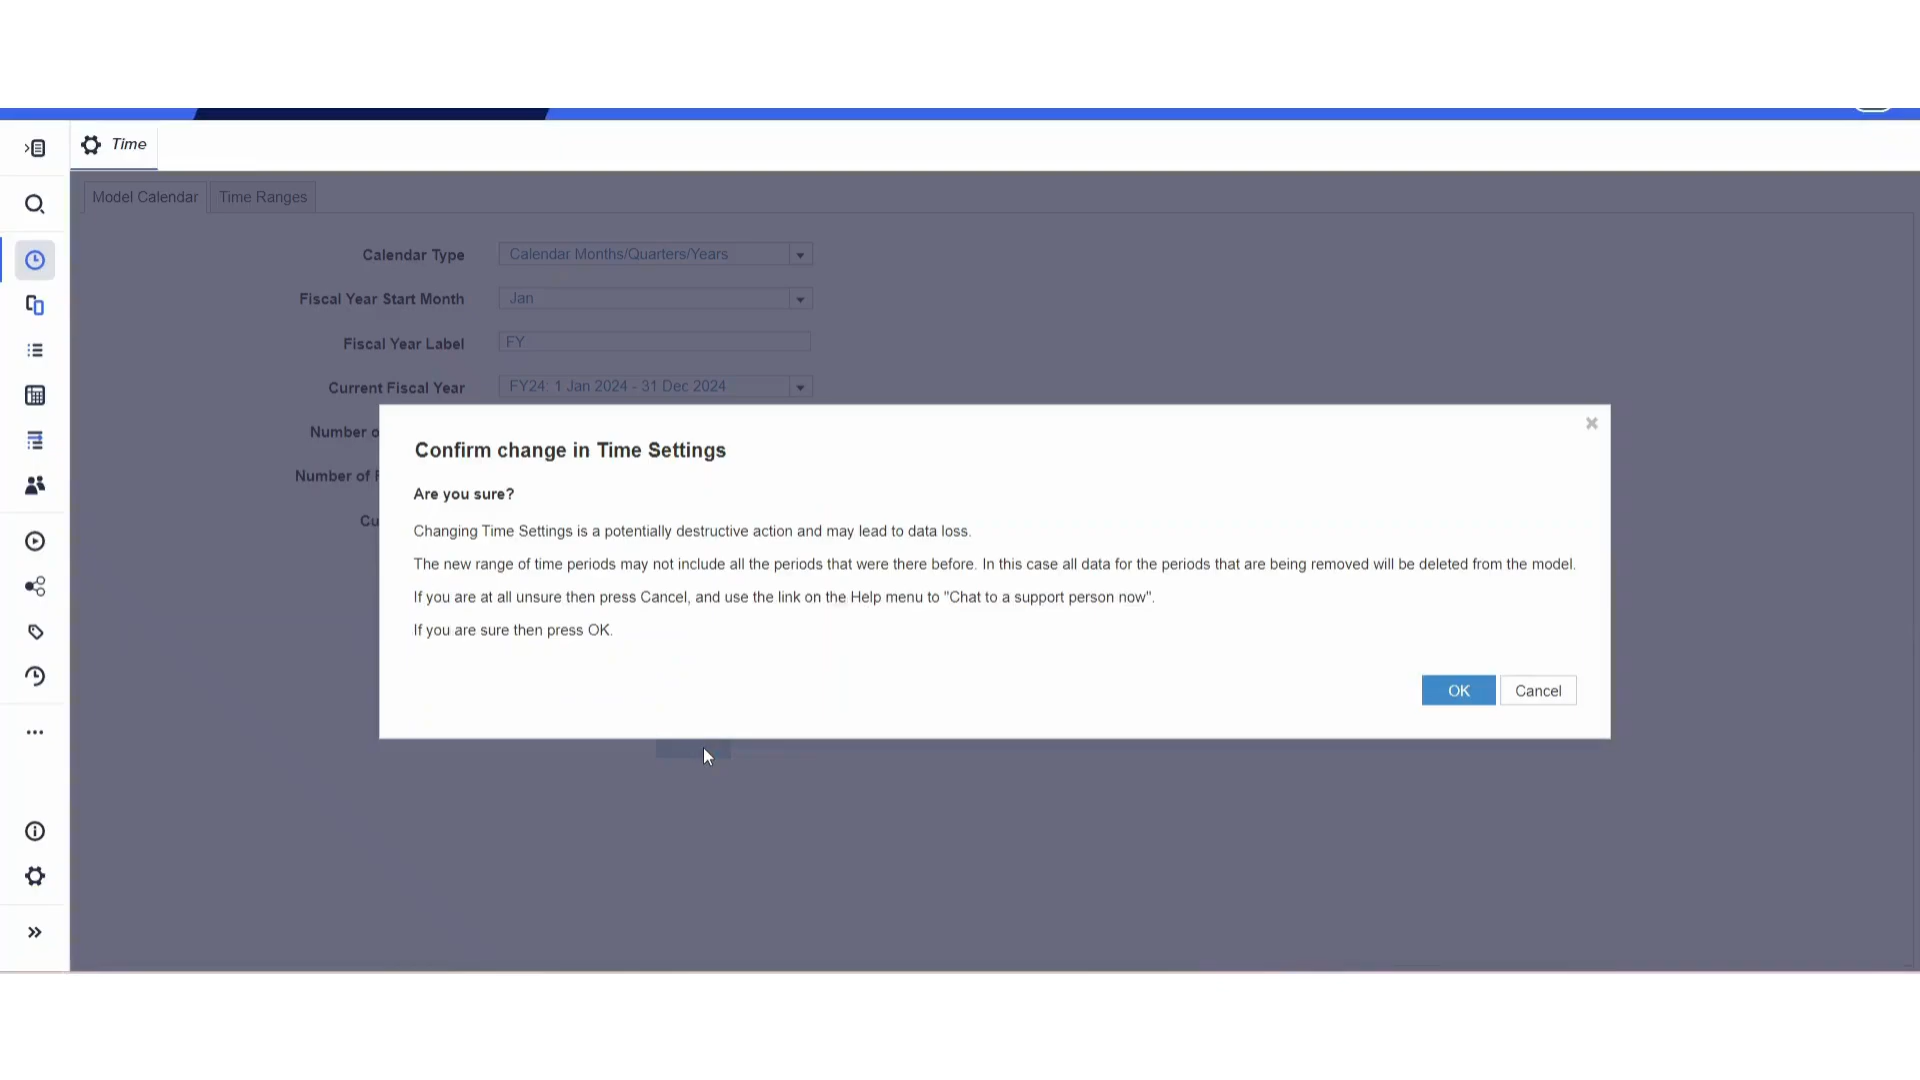 Time
Model Calendar
Time Ranges
Calendar Type
Calendar Months/Quarters/Years
Fiscal Year Start Month
Jan
Fiscal Year Label
FY
Current Fiscal Year
FY24: 1 Jan 2024 - 31 Dec 2024
Number
Number of
Confirm change in Time Settings
Are you sure?
Changing Time Settings is a potentially destructive action and may lead to data loss.
The new range of time periods may not include all the periods that were there before. In this case all data for the periods that are being removed will be deleted from the model.
If you are at all unsure then press Cancel, and use the link on the Help menu to "Chat to a support person now".
If you are sure then press OK.
OK
Cancel